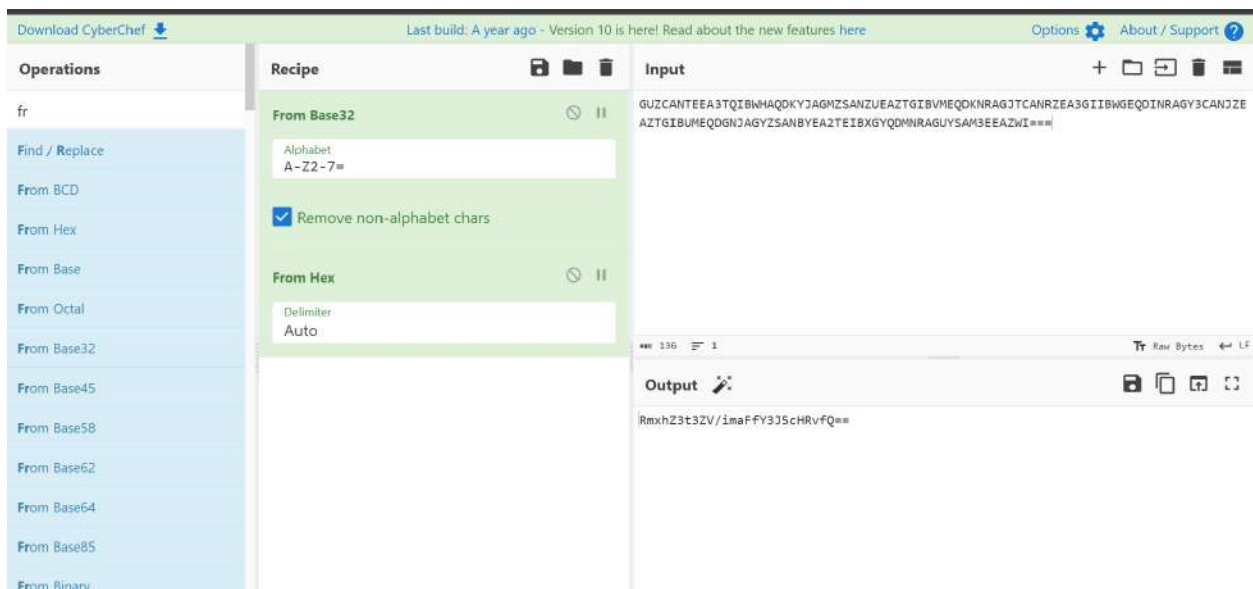 Download CyberChef
Last build: A year ago - Version 10 is here! Read about the new features here
Options
About / Support
Operations
Recipe
Input
fr
Find / Replace
From BCD
From Hex
From Base
From Octal
From Base32
From Base45
From Base58
From Base62
From Base64
From Base85
From Binary
From Base32
Alphabet
A-Z2-7=
Remove non-alphabet chars
From Hex
Delimiter
Auto
GUZCANTEEA3TQIBWHAQDKYJAGMZSANZUEAZTGIBVMEQDKNRAGJTCANRZEA3GIIBWGEQDINRAGY3CANJZE
AZTGIBUMEQDGNJAGYZSANBYEA2TEIBXGYQDMNRAGUYSAM3EEAZWI===
136
1
Raw Bytes
LF
Output
RmxhZ3t3ZV/imaFfY3J5cHRvfQ==